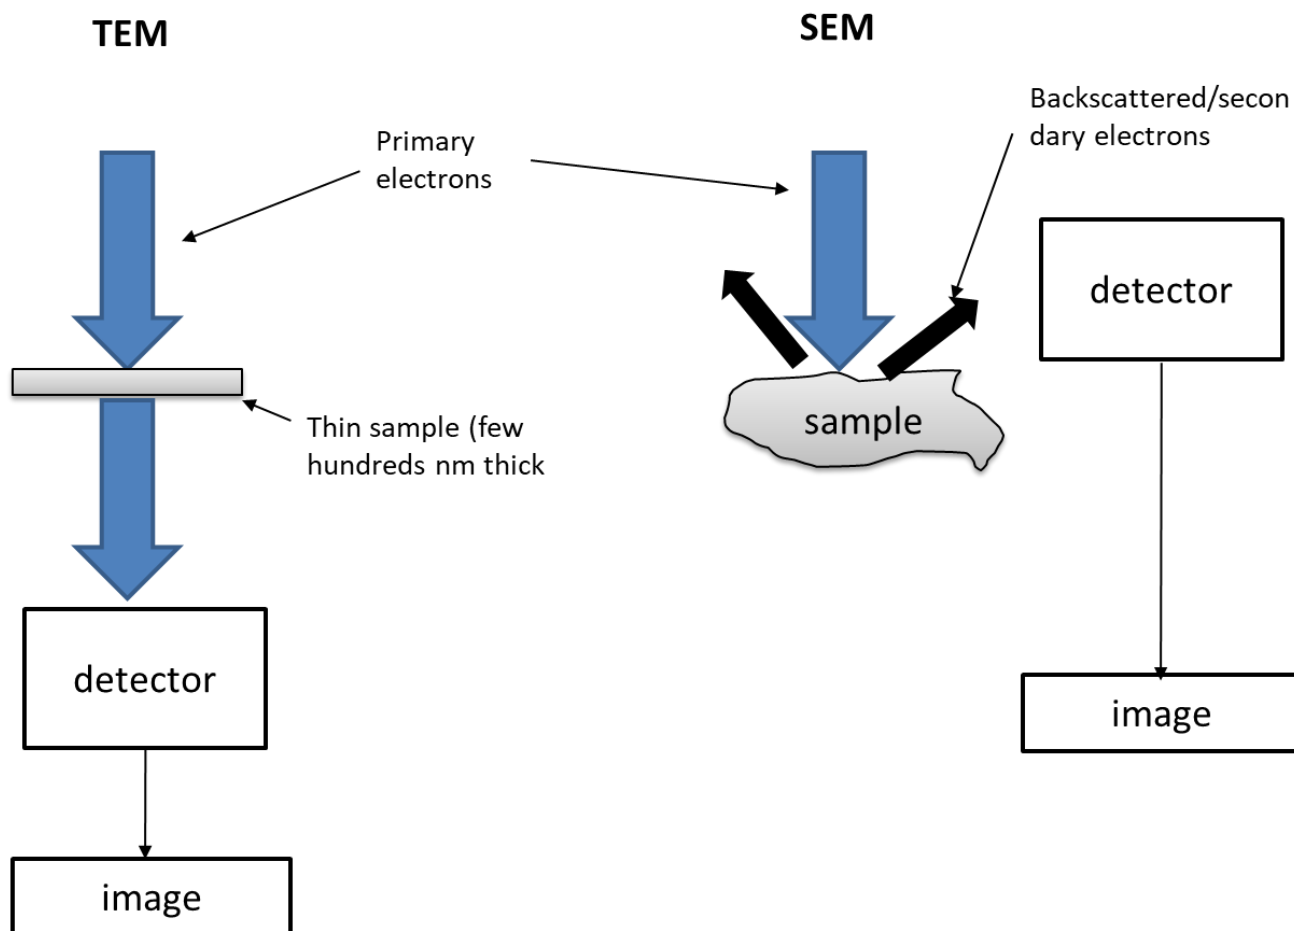 TEM
SEM
Primary
electrons
Backscattered/secon
dary electrons
detector
sample
Thin sample (few
hundreds nm thick
detector
image
image